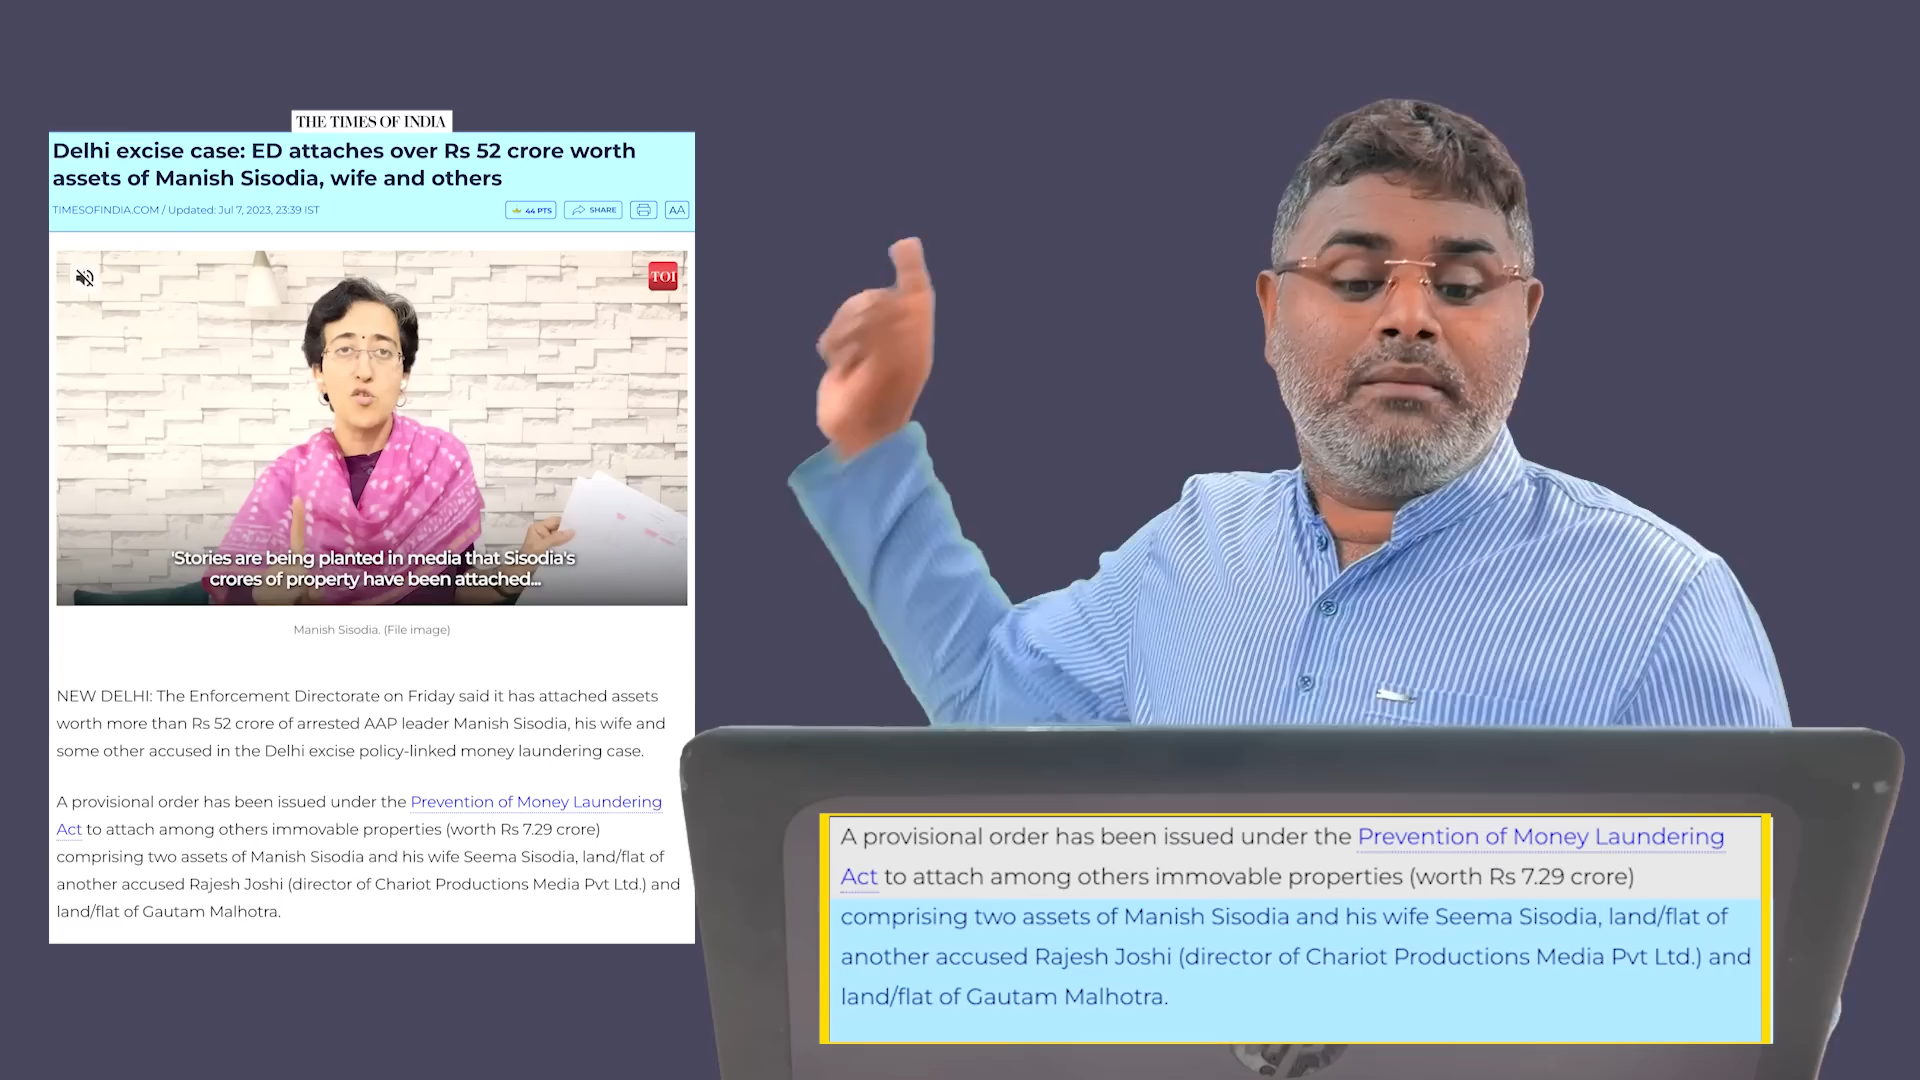 THE TIMES OF INDIA
Delhi excise case: ED attaches over Rs 52 crore worth
assets of Manish Sisodia, wife and others
TIMESOFINDIA.COM / Updated: Jul 7, 2023, 23:39 IST
44 PTS
SHARE
AA
TOI
'Stories are being planted in media that Sisodia's
crores of property have been attached...
Manish Sisodia. (File image)
NEW DELHI: The Enforcement Directorate on Friday said it has attached assets
worth more than Rs 52 crore of arrested AAP leader Manish Sisodia, his wife and
some other accused in the Delhi excise policy-linked money laundering case.
A provisional order has been issued under the Prevention of Money Laundering
Act to attach among others immovable properties (worth Rs 7.29 crore)
comprising two assets of Manish Sisodia and his wife Seema Sisodia, land/flat of
another accused Rajesh Joshi (director of Chariot Productions Media Pvt Ltd.) and
land/flat of Gautam Malhotra.
A provisional order has been issued under the Prevention of Money Laundering
Act to attach among others immovable properties (worth Rs 7.29 crore)
comprising two assets of Manish Sisodia and his wife Seema Sisodia, land/flat of
another accused Rajesh Joshi (director of Chariot Productions Media Pvt Ltd.) and
land/flat of Gautam Malhotra.